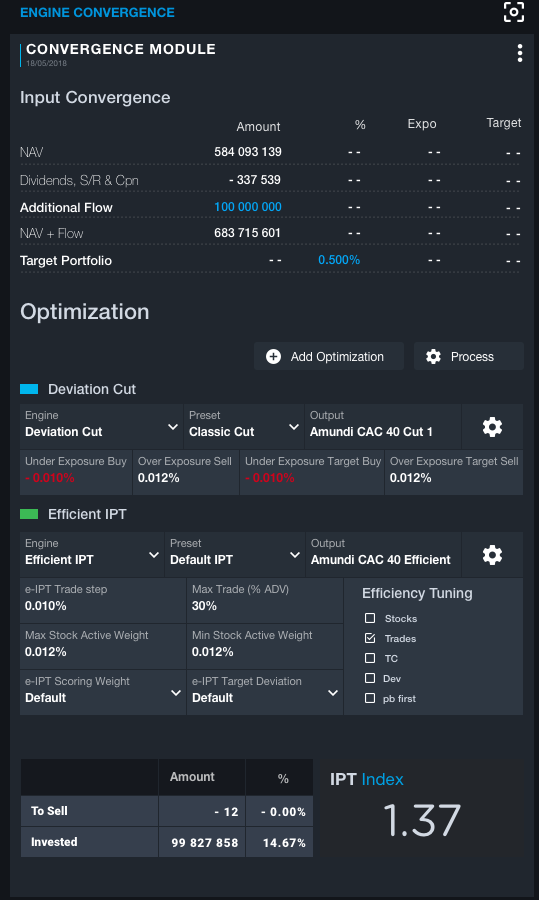 ENGINE CONVERGENCE
CONVERGENCE MODULE
18/05/2018
Input Convergence
Amount % Expo Target
NAV 584 093 139 - - - - - -
Dividends, S/R & Cpn - 337 539 - - - - - -
Additional Flow 100 000 000 - - - - - -
NAV + Flow 683 715 601 - - - - - -
Target Portfolio - - 0.500% - - - -
Optimization
Add Optimization Process
Deviation Cut
Engine Preset Output
Deviation Cut Classic Cut Amundi CAC 40 Cut 1
Under Exposure Buy Over Exposure Sell Under Exposure Target Buy Over Exposure Target Sell
- 0.010% 0.012% - 0.010% 0.012%
Efficient IPT
Engine Preset Output
Efficient IPT Default IPT Amundi CAC 40 Efficient
e-IPT Trade step Max Trade (% ADV) Efficiency Tuning
0.010% 30%
Stocks
Max Stock Active Weight Min Stock Active Weight Trades
0.012% 0.012% TC
e-IPT Scoring Weight e-IPT Target Deviation Dev
Default Default pb first
Amount % IPT Index
To Sell - 12 - 0.00% 1.37
Invested 99 827 858 14.67%